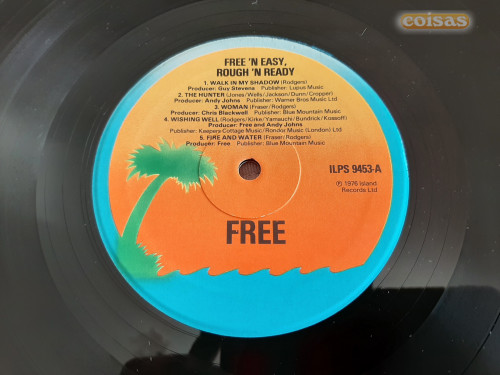 coisas
FREE 'N EASY,
ROUGH 'N READY
1. WALK IN MY SHADOW (Rodgers)
Producer: Guy Stevens Publisher: Lupus Music
2. THE HUNTER (Jones/Wells/Jackson/Dunn/Cropper)
Producer: Andy Johns Publisher: Warner Bros Music Ltd
3. WOMAN (Fraser/Rodgers)
Producer: Chris Blackwell Publisher: Blue Mountain Music
4. WISHING WELL (Rodgers/Kirke/Yamauchi/Bundrick/Kossoff)
Producer: Free and Andy Johns
Publisher: Keepers-Cottage Music/Rondor Music (London) Ltd
5. FIRE AND WATER (Fraser/Rodgers)
Producer: Free Publisher: Blue Mountain Music
ILPS 9453-A
℗ 1976 Island
Records Ltd
FREE